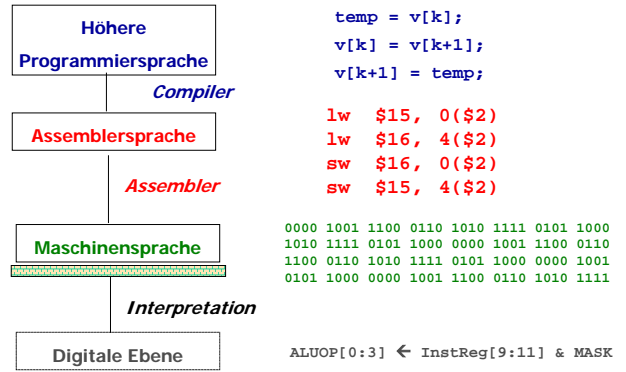 Höhere
Programmiersprache
temp = v[k];
v[k] = v[k+1];
v[k+1] = temp;
Compiler
Assemblersprache
lw $15, 0($2)
lw $16, 4($2)
sw $16, 0($2)
sw $15, 4($2)
Assembler
Maschinensprache
0000 1001 1100 0110 1010 1111 0101 1000
1010 1111 0101 1000 0000 1001 1100 0110
1100 0110 1010 1111 0101 1000 0000 1001
0101 1000 0000 1001 1100 0110 1010 1111
Interpretation
Digitale Ebene
ALUOP[0:3] ← InstReg[9:11] & MASK